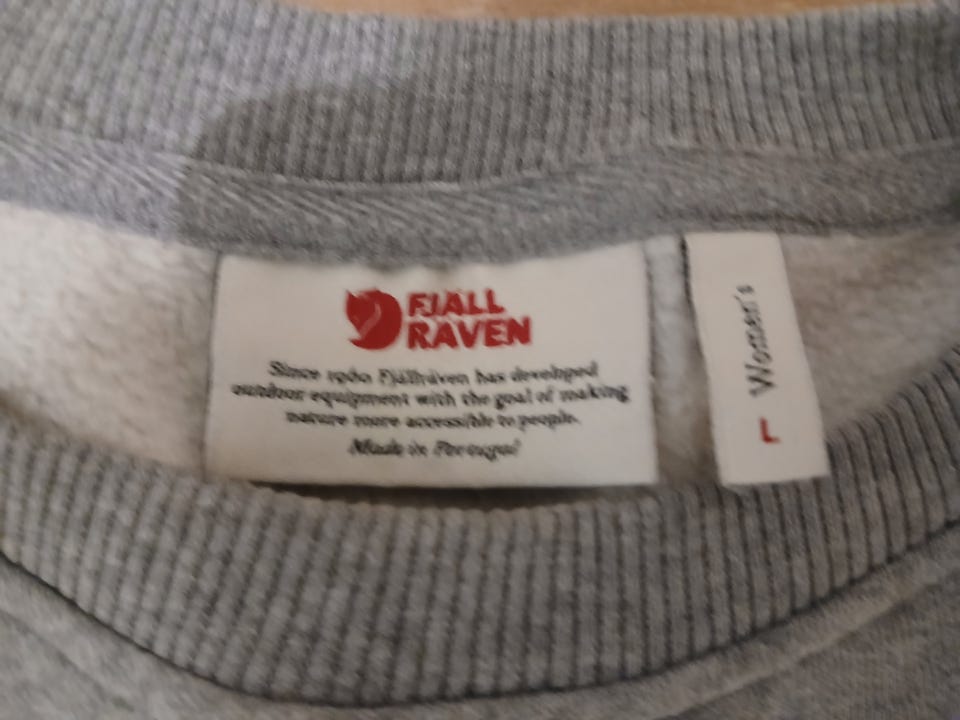 FJÄLL
RÄVEN
Since 1960 Fjällräven has developed
outdoor equipment with the goal of making
nature more accessible to people.
Made in Portugal
Women's
L